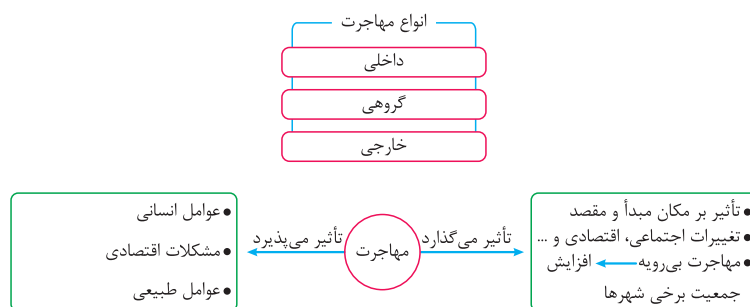 انواع مهاجرت
داخلی
گروهی
خارجی
تأثیر بر مکان مبدأ و مقصد
تغییرات اجتماعی، اقتصادی و ...
مهاجرت بی‌رویه افزایش
جمعیت برخی شهرها
تأثیر می‌گذارد
مهاجرت
تأثیر می‌پذیرد
عوامل انسانی
مشکلات اقتصادی
عوامل طبیعی